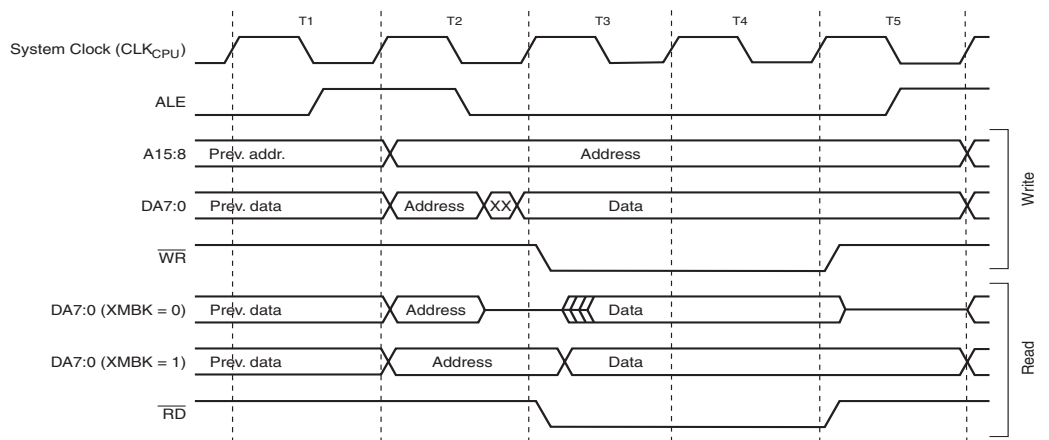 T1 T2 T3 T4 T5
System Clock (CLKCPU)
ALE
A15:8 Prev. addr. Address
DA7:0 Prev. data Address XX Data
WR
DA7:0 (XMBK = 0) Prev. data Address Data
DA7:0 (XMBK = 1) Prev. data Address Data
RD
Write
Read